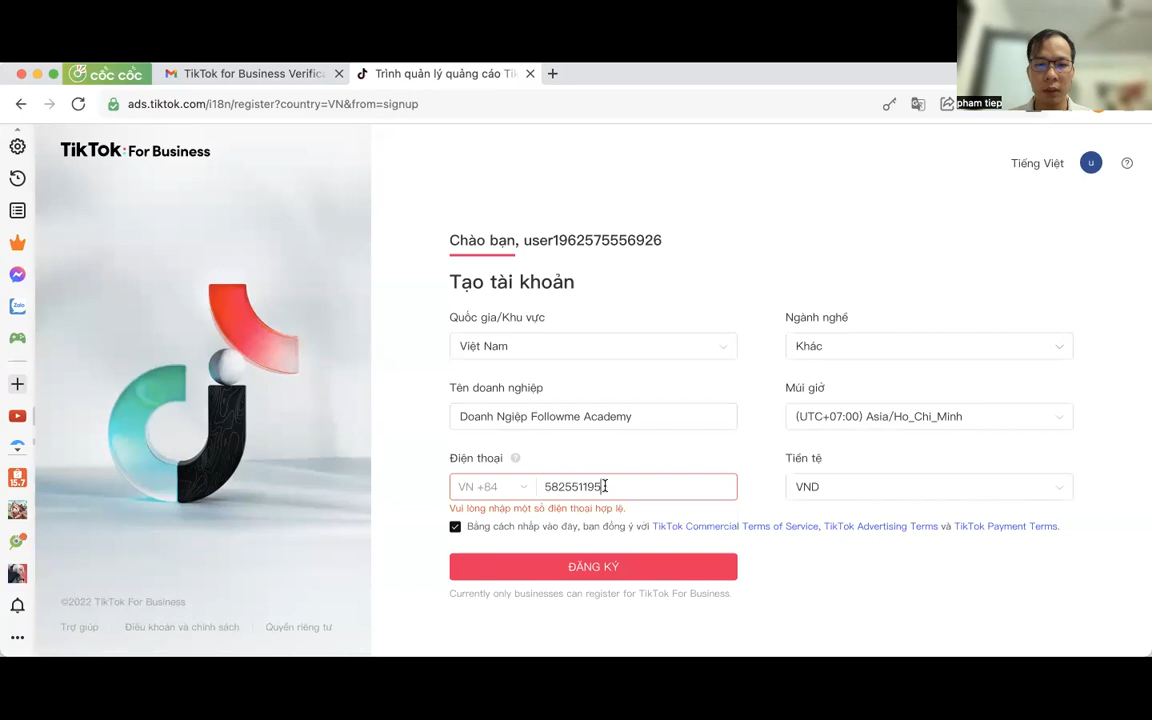 cốc cốc
TikTok for Business Verifica
Trình quản lý quảng cáo Tik
ads.tiktok.com/i18n/register?country=VN&from=signup
pham tiep
TikTok: For Business
Tiếng Việt
u
Chào bạn, user1962575556926
Tạo tài khoản
Quốc gia/Khu vực
Ngành nghề
Việt Nam
Khác
Tên doanh nghiệp
Múi giờ
Doanh Ngiệp Followme Academy
(UTC+07:00) Asia/Ho_Chi_Minh
Điện thoại
Tiền tệ
VN +84
582551195
VND
Vui lòng nhập một số điện thoại hợp lệ.
Bằng cách nhấp vào đây, bạn đồng ý với TikTok Commercial Terms of Service, TikTok Advertising Terms và TikTok Payment Terms.
ĐĂNG KÝ
Currently only businesses can register for TikTok For Business.
Zalo
15.7
©2022 TikTok For Business
Trợ giúp
Điều khoản và chính sách
Quyền riêng tư